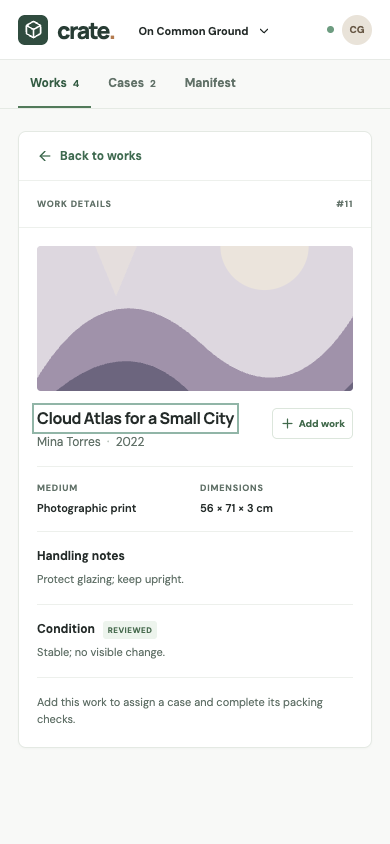 crate.
On Common Ground
CG
Works 4
Cases 2
Manifest
Back to works
WORK DETAILS
#11
Cloud Atlas for a Small City
Mina Torres · 2022
Add work
MEDIUM
DIMENSIONS
Photographic print
56 × 71 × 3 cm
Handling notes
Protect glazing; keep upright.
Condition REVIEWED
Stable; no visible change.
Add this work to assign a case and complete its packing
checks.